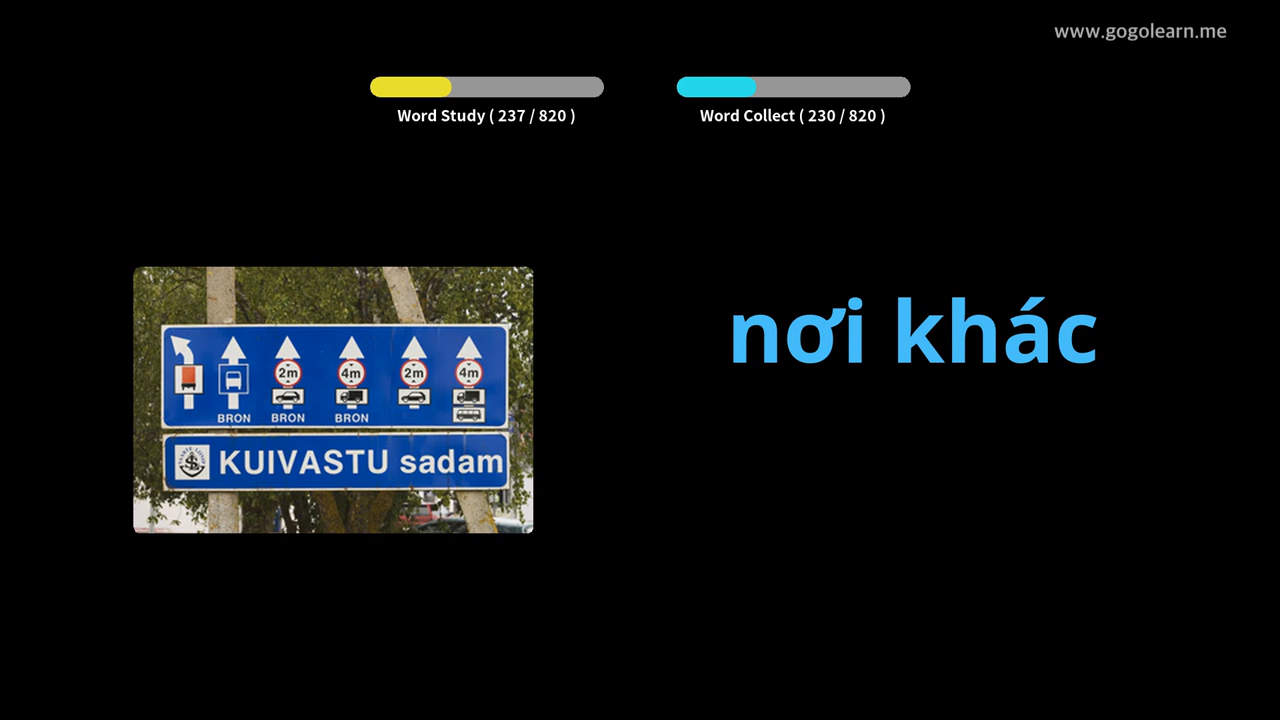 www.gogolearn.me
Word Study ( 237 / 820 )
Word Collect ( 230 / 820 )
nơi khác
2m 4m 2m 4m
BRON BRON BRON
KUIVASTU sadam